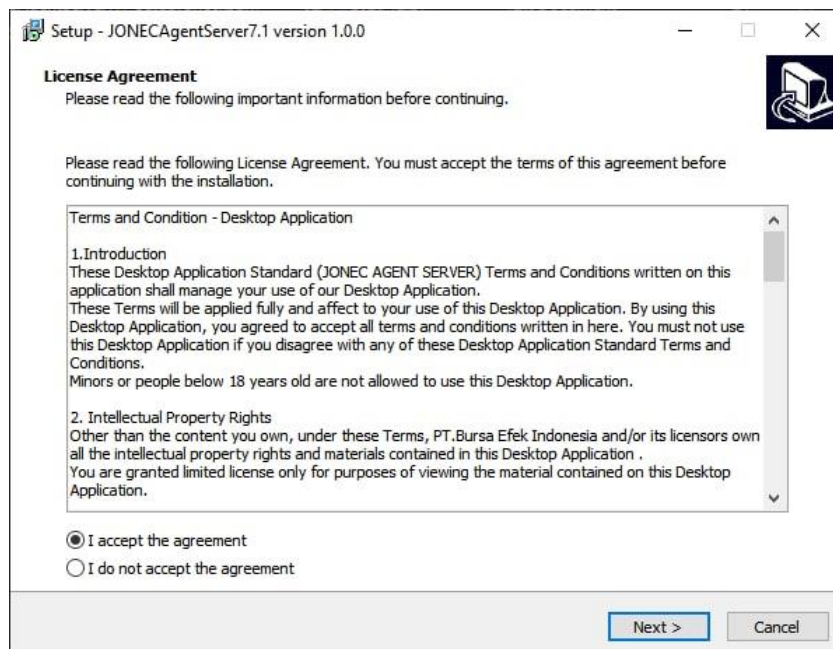 Setup - JONECAgentServer7.1 version 1.0.0
License Agreement
Please read the following important information before continuing.
Please read the following License Agreement. You must accept the terms of this agreement before
continuing with the installation.
Terms and Condition - Desktop Application
1.Introduction
These Desktop Application Standard (JONEC AGENT SERVER) Terms and Conditions written on this
application shall manage your use of our Desktop Application.
These Terms will be applied fully and affect to your use of this Desktop Application. By using this
Desktop Application, you agreed to accept all terms and conditions written in here. You must not use
this Desktop Application if you disagree with any of these Desktop Application Standard Terms and
Conditions.
Minors or people below 18 years old are not allowed to use this Desktop Application.
2. Intellectual Property Rights
Other than the content you own, under these Terms, PT.Bursa Efek Indonesia and/or its licensors own
all the intellectual property rights and materials contained in this Desktop Application .
You are granted limited license only for purposes of viewing the material contained on this Desktop
Application.
I accept the agreement
I do not accept the agreement
Next > Cancel